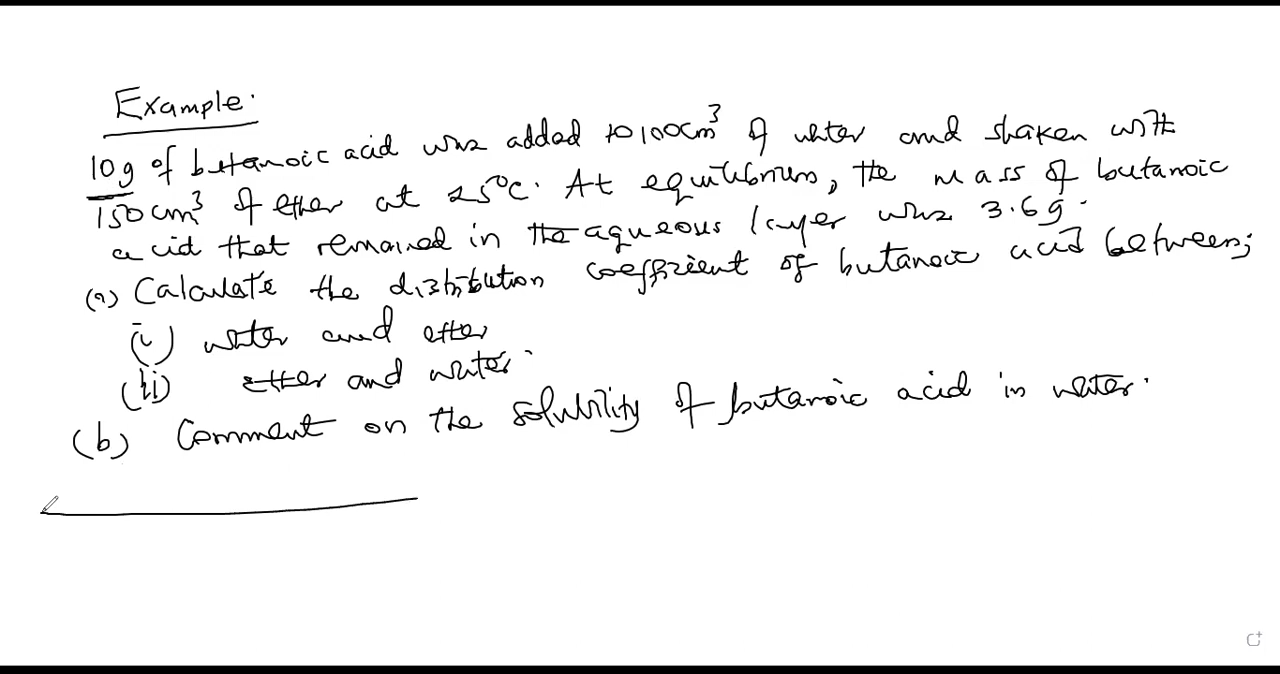 Example.
10g of butanoic acid was added to 100cm³ of water and shaken with
150cm³ of ether at 25°C. At equilibrium, the mass of butanoic
acid that remained in the aqueous layer was 3.6g.
(a) Calculate the distribution coefficient of butanoic acid between;
(i) water and ether
(ii) ether and water.
(b) Comment on the solubility of butanoic acid in water.